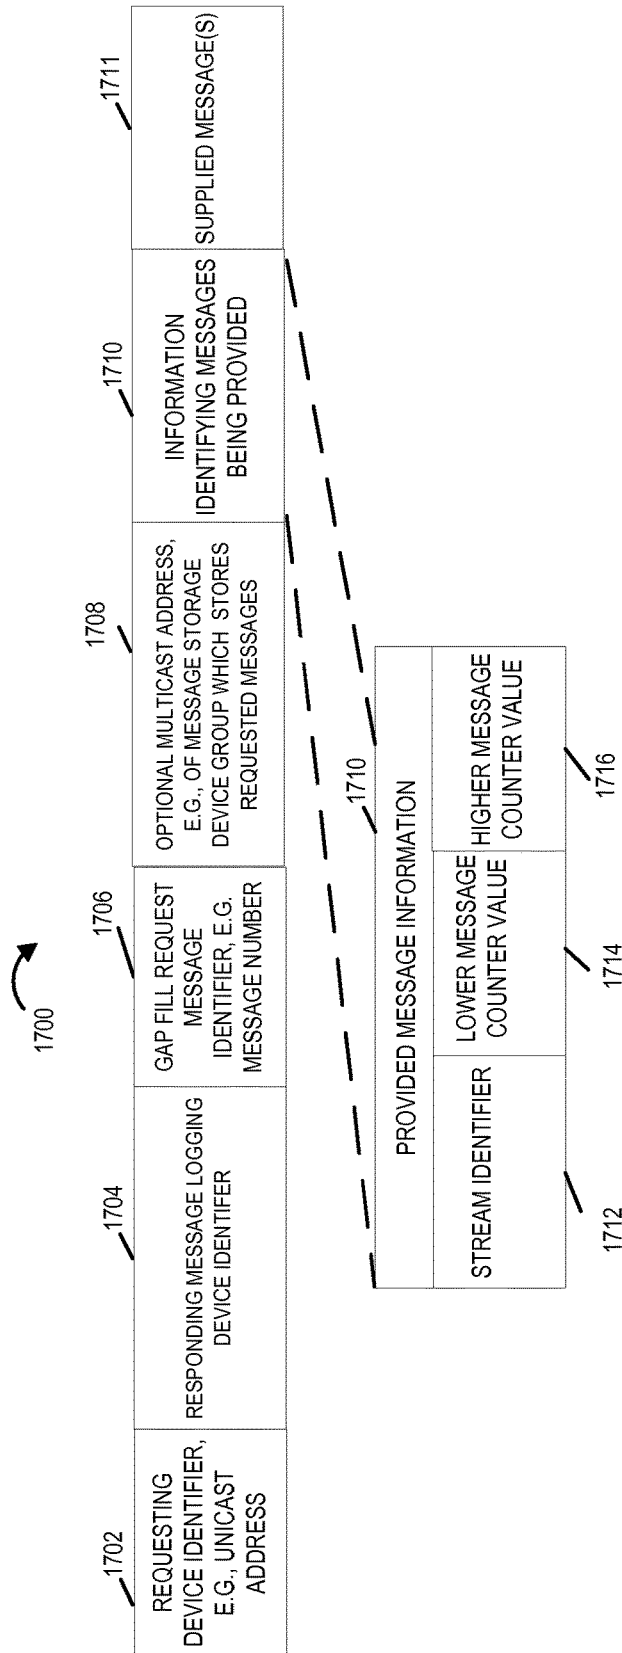 1700
1702
1704
1706
1708
1710
1711
REQUESTING
DEVICE IDENTIFIER,
E.G., UNICAST
ADDRESS
RESPONDING MESSAGE LOGGING
DEVICE IDENTIFER
GAP FILL REQUEST
MESSAGE
IDENTIFIER, E.G.
MESSAGE NUMBER
OPTIONAL MULTICAST ADDRESS,
E.G., OF MESSAGE STORAGE
DEVICE GROUP WHICH STORES
REQUESTED MESSAGES
INFORMATION
IDENTIFYING MESSAGES
BEING PROVIDED
SUPPLIED MESSAGE(S)
1710
PROVIDED MESSAGE INFORMATION
STREAM IDENTIFIER
LOWER MESSAGE
COUNTER VALUE
HIGHER MESSAGE
COUNTER VALUE
1712
1714
1716